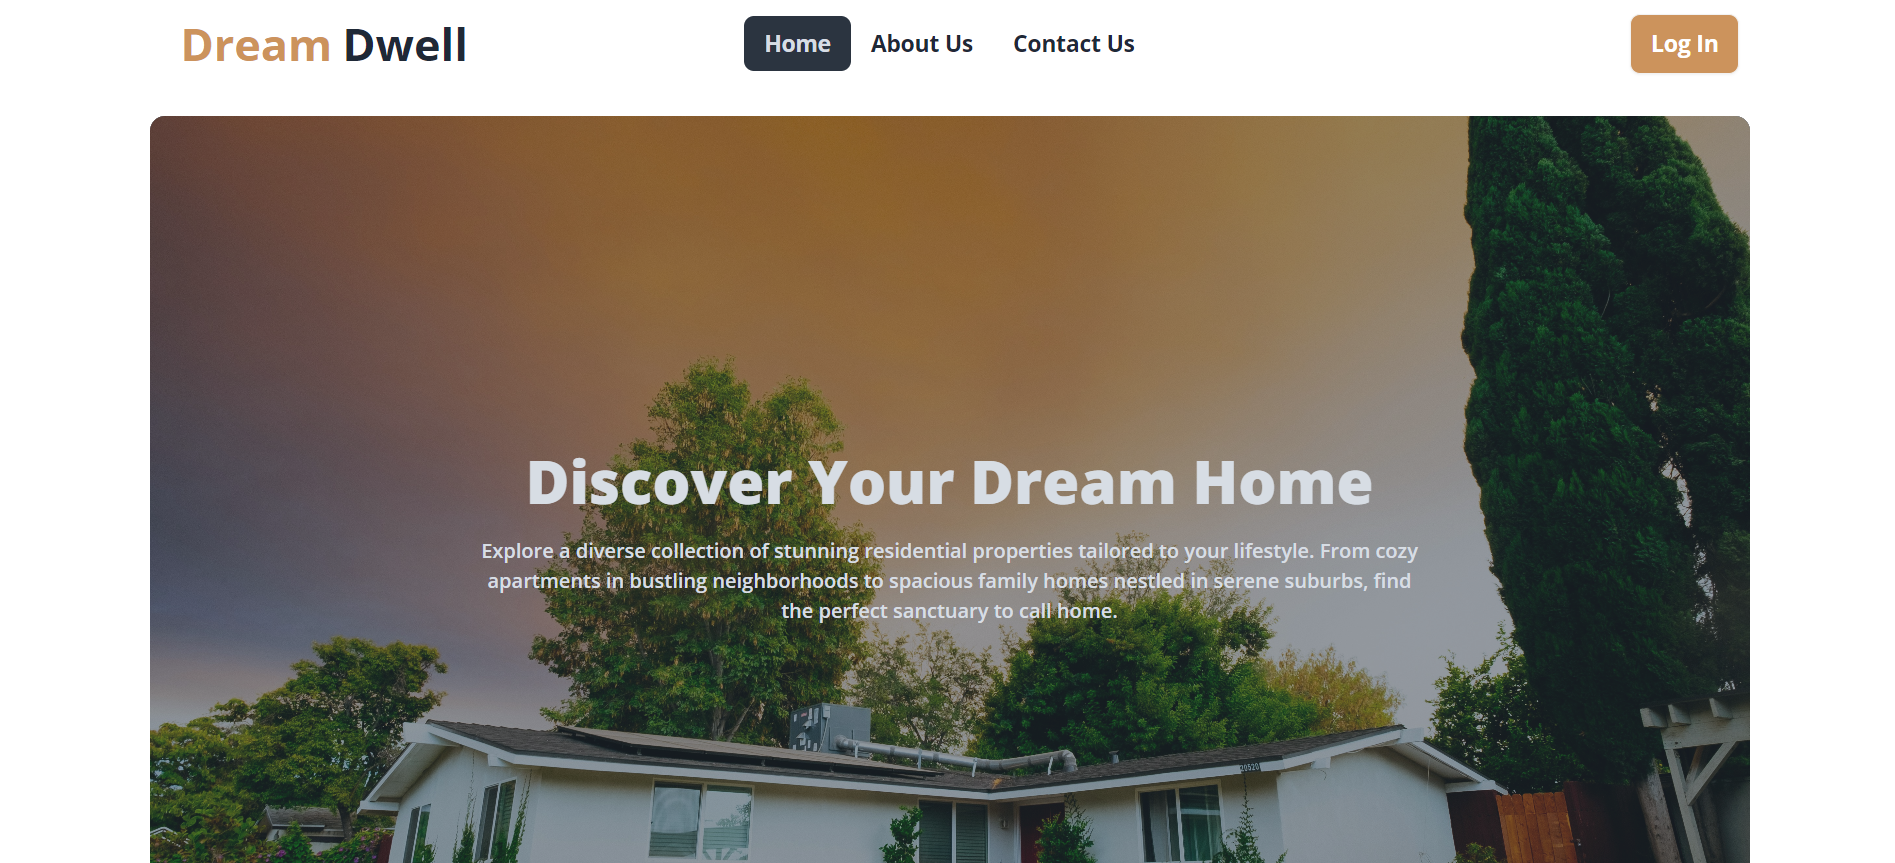 Dream Dwell
Home
About Us
Contact Us
Log In
Discover Your Dream Home
Explore a diverse collection of stunning residential properties tailored to your lifestyle. From cozy
apartments in bustling neighborhoods to spacious family homes nestled in serene suburbs, find
the perfect sanctuary to call home.